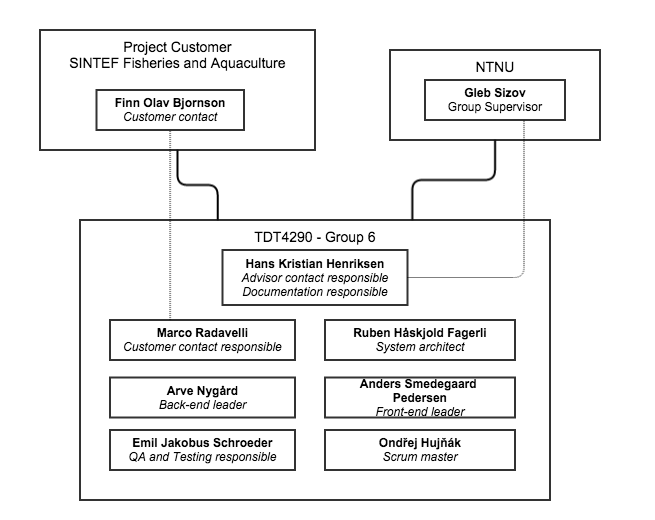 Project Customer
SINTEF Fisheries and Aquaculture
Finn Olav Bjornson
Customer contact
NTNU
Gleb Sizov
Group Supervisor
TDT4290 - Group 6
Hans Kristian Henriksen
Advisor contact responsible
Documentation responsible
Marco Radavelli
Customer contact responsible
Ruben Håskjold Fagerli
System architect
Arve Nygård
Back-end leader
Anders Smedegaard
Pedersen
Front-end leader
Emil Jakobus Schroeder
QA and Testing responsible
Ondřej Hujňák
Scrum master